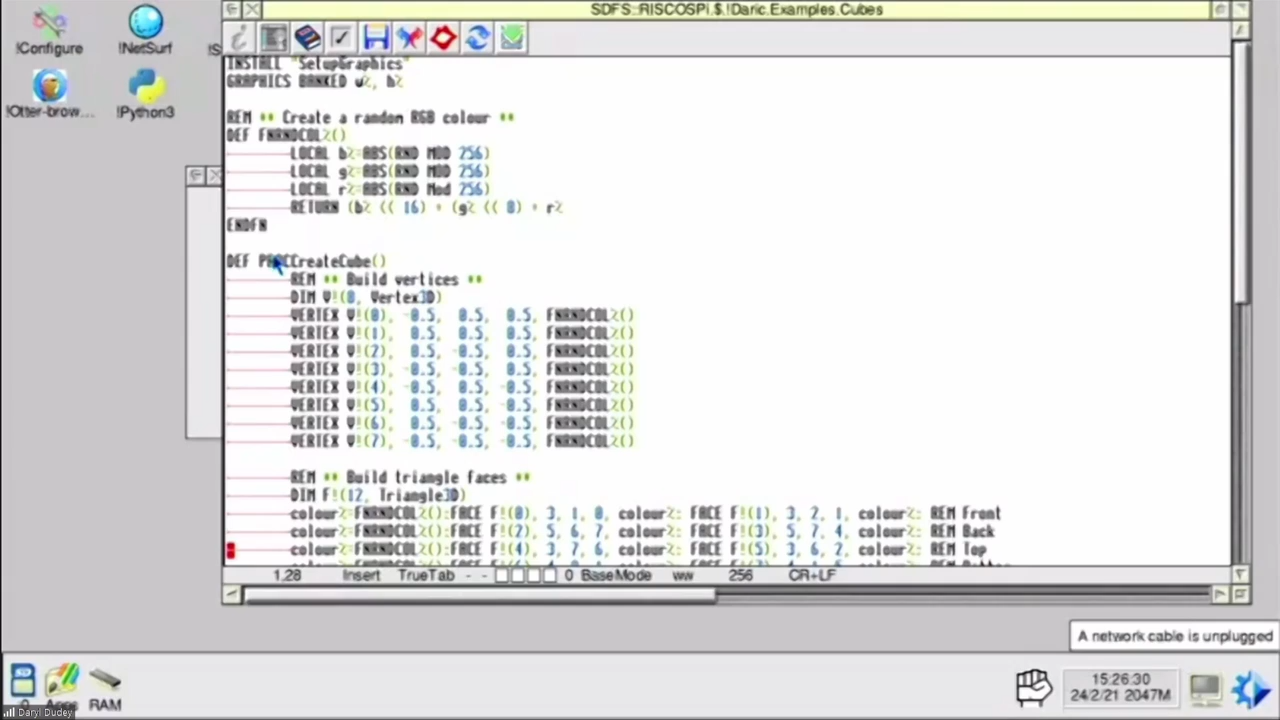 !Configure
!NetSurf
!S
!Otter-brow...
!Python3
SDFS::RISCOSPi.$.!Daric.Examples.Cubes
INSTALL "SetupGraphics"
GRAPHICS BANKED w%, b%
REM ** Create a random RGB colour **
DEF FNRNDCOL%()
LOCAL b%=ABS(RND MOD 256)
LOCAL g%=ABS(RND MOD 256)
LOCAL r%=ABS(RND Mod 256)
RETURN (b% << 16) + (g% << 8) + r%
ENDFN
DEF PROCCreateCube()
REM ** Build vertices **
DIM V!(8, Vertex3D)
VERTEX V!(0), -0.5, 0.5, 0.5, FNRNDCOL%()
VERTEX V!(1), 0.5, 0.5, 0.5, FNRNDCOL%()
VERTEX V!(2), 0.5, -0.5, 0.5, FNRNDCOL%()
VERTEX V!(3), -0.5, -0.5, 0.5, FNRNDCOL%()
VERTEX V!(4), -0.5, 0.5, -0.5, FNRNDCOL%()
VERTEX V!(5), 0.5, 0.5, -0.5, FNRNDCOL%()
VERTEX V!(6), 0.5, -0.5, -0.5, FNRNDCOL%()
VERTEX V!(7), -0.5, -0.5, -0.5, FNRNDCOL%()
REM ** Build triangle faces **
DIM F!(12, Triangle3D)
colour%=FNRNDCOL%():FACE F!(0), 3, 1, 0, colour%: FACE F!(1), 3, 2, 1, colour%: REM Front
colour%=FNRNDCOL%():FACE F!(2), 5, 6, 7, colour%: FACE F!(3), 5, 7, 4, colour%: REM Back
colour%=FNRNDCOL%():FACE F!(4), 3, 7, 6, colour%: FACE F!(5), 3, 6, 2, colour%: REM Top
1,28 Insert TrueTab - - 0 BaseMode ww 256 CR+LF
A network cable is unplugged
0 Apps RAM
15:26:30
24/2/21 2047M
Daryl Dudey